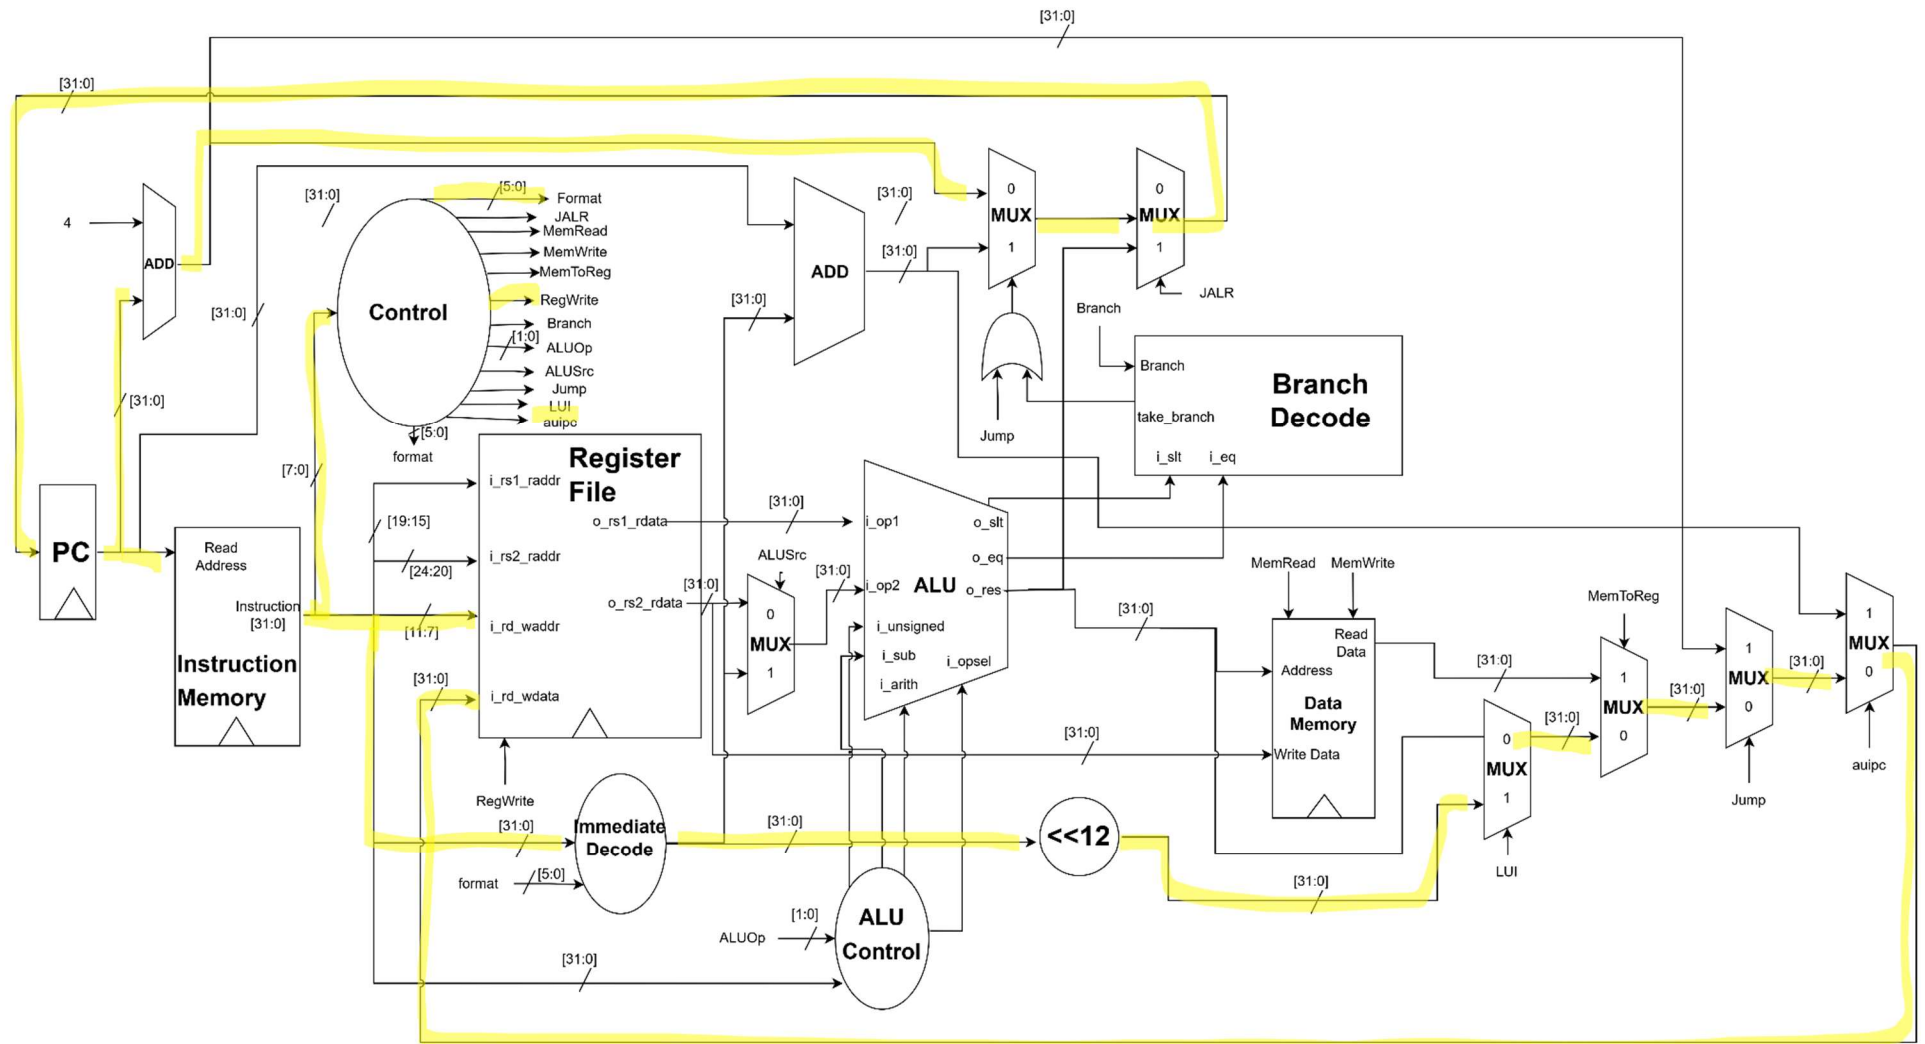 [31:0]
[31:0]
4
ADD
[31:0]
[31:0]
[31:0]
Control
[5:0]
Format
JALR
MemRead
MemWrite
MemToReg
RegWrite
Branch
[1:0]
ALUOp
ALUSrc
Jump
LUI
auipc
[5:0]
format
[7:0]
[31:0]
ADD
[31:0]
[31:0]
0
MUX
1
0
MUX
1
JALR
Branch
Jump
Branch
take_branch
Branch
Decode
i_slt
i_eq
PC
Read
Address
Instruction
[31:0]
Instruction
Memory
[19:15]
[24:20]
[11:7]
[31:0]
Register
File
i_rs1_raddr
o_rs1_rdata
i_rs2_raddr
o_rs2_rdata
i_rd_waddr
i_rd_wdata
RegWrite
[31:0]
[31:0]
ALUSrc
[31:0]
0
MUX
1
i_op1
o_slt
o_eq
i_op2
ALU
o_res
i_unsigned
i_sub
i_opsel
i_arith
[31:0]
[31:0]
MemRead
MemWrite
Read
Data
Address
Data
Memory
Write Data
[31:0]
[31:0]
0
MUX
1
LUI
MemToReg
1
MUX
0
[31:0]
1
MUX
0
Jump
[31:0]
1
MUX
0
auipc
[31:0]
Immediate
Decode
format
[5:0]
[31:0]
<<12
[31:0]
[1:0]
ALUOp
ALU
Control
[31:0]